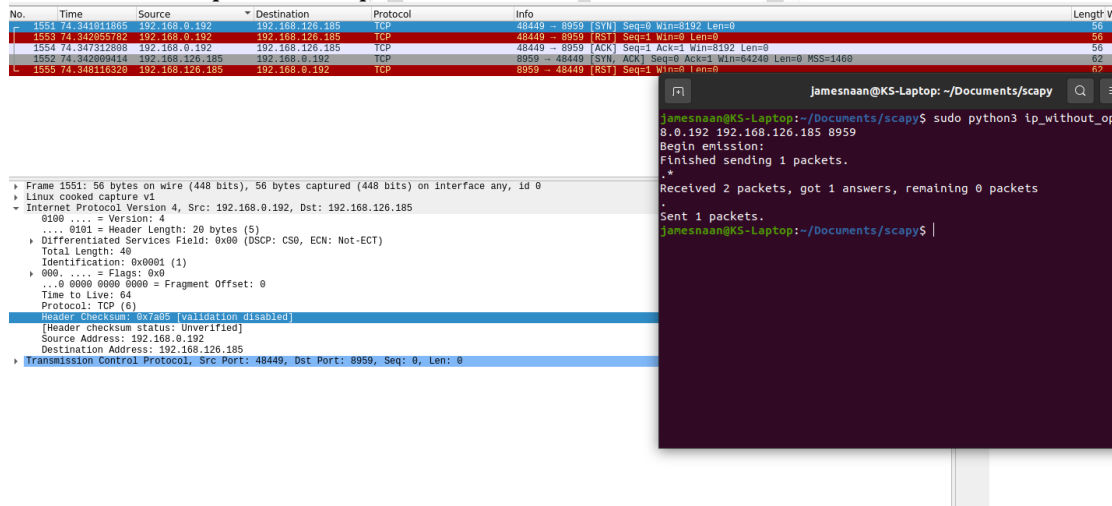 No. Time Source Destination Protocol Info Length
1551 74.341011865 192.168.0.192 192.168.126.185 TCP 48449 → 8959 [SYN] Seq=0 Win=8192 Len=0 56
1553 74.342055782 192.168.0.192 192.168.126.185 TCP 48449 → 8959 [RST] Seq=1 Win=0 Len=0 56
1554 74.347312808 192.168.0.192 192.168.126.185 TCP 48449 → 8959 [ACK] Seq=1 Ack=1 Win=8192 Len=0 56
1552 74.342009414 192.168.126.185 192.168.0.192 TCP 8959 → 48449 [SYN, ACK] Seq=0 Ack=1 Win=64240 Len=0 MSS=1460 62
1555 74.348116320 192.168.126.185 192.168.0.192 TCP 8959 → 48449 [RST] Seq=1 Win=0 Len=0 62
jamesnaan@KS-Laptop: ~/Documents/scapy
jamesnaan@KS-Laptop:~/Documents/scapy$ sudo python3 ip_without_op
8.0.192 192.168.126.185 8959
Begin emission:
Finished sending 1 packets.
.*
Received 2 packets, got 1 answers, remaining 0 packets
.
Sent 1 packets.
jamesnaan@KS-Laptop:~/Documents/scapy$
Frame 1551: 56 bytes on wire (448 bits), 56 bytes captured (448 bits) on interface any, id 0
Linux cooked capture v1
Internet Protocol Version 4, Src: 192.168.0.192, Dst: 192.168.126.185
0100 .... = Version: 4
.... 0101 = Header Length: 20 bytes (5)
Differentiated Services Field: 0x00 (DSCP: CS0, ECN: Not-ECT)
Total Length: 40
Identification: 0x0001 (1)
000. .... = Flags: 0x0
...0 0000 0000 0000 = Fragment Offset: 0
Time to Live: 64
Protocol: TCP (6)
Header Checksum: 0x7a05 [validation disabled]
[Header checksum status: Unverified]
Source Address: 192.168.0.192
Destination Address: 192.168.126.185
Transmission Control Protocol, Src Port: 48449, Dst Port: 8959, Seq: 0, Len: 0